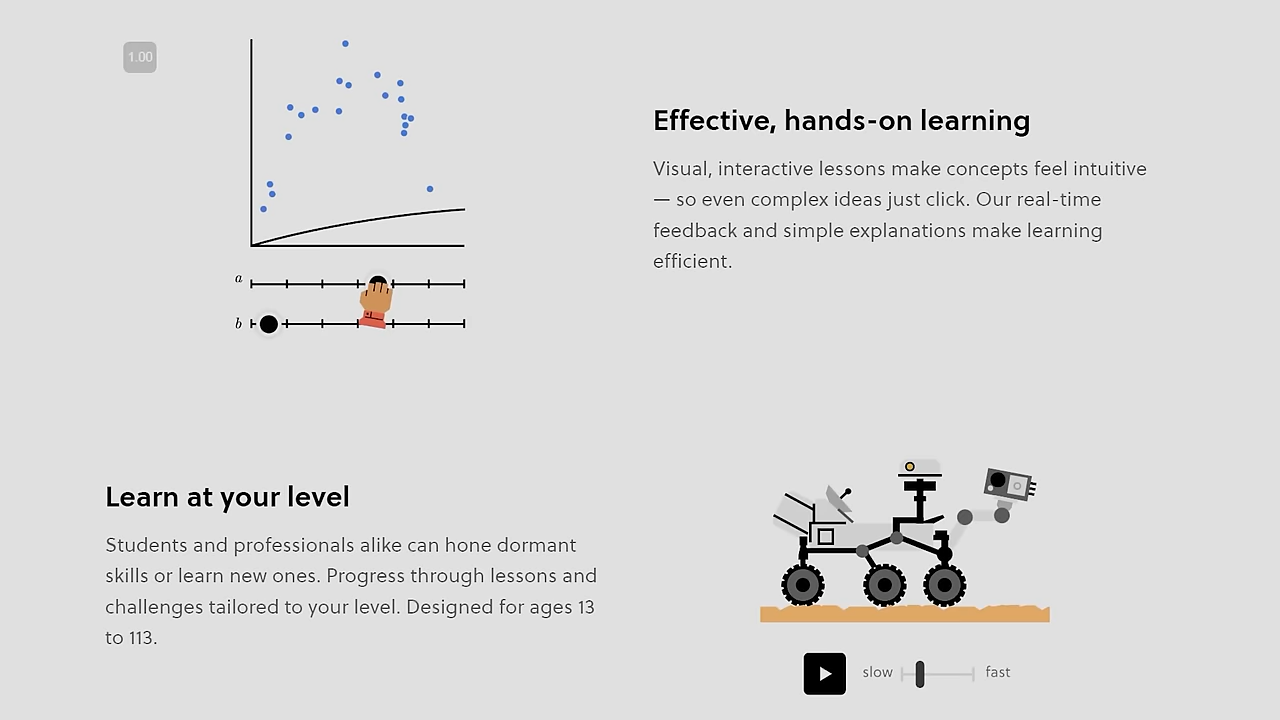 1.00
a
b
Effective, hands-on learning
Visual, interactive lessons make concepts feel intuitive
— so even complex ideas just click. Our real-time
feedback and simple explanations make learning
efficient.
Learn at your level
Students and professionals alike can hone dormant
skills or learn new ones. Progress through lessons and
challenges tailored to your level. Designed for ages 13
to 113.
slow
fast